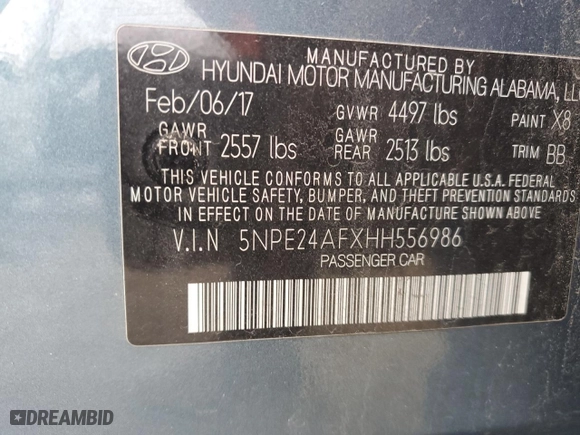 MANUFACTURED BY
HYUNDAI MOTOR MANUFACTURING ALABAMA, LLC
Feb/06/17 GVWR 4497 lbs PAINT X8
GAWR FRONT 2557 lbs GAWR REAR 2513 lbs TRIM BB
THIS VEHICLE CONFORMS TO ALL APPLICABLE U.S.A. FEDERAL
MOTOR VEHICLE SAFETY, BUMPER, AND THEFT PREVENTION STANDARDS
IN EFFECT ON THE DATE OF MANUFACTURE SHOWN ABOVE.
V.I.N 5NPE24AFXHH556986
PASSENGER CAR
DREAMBID